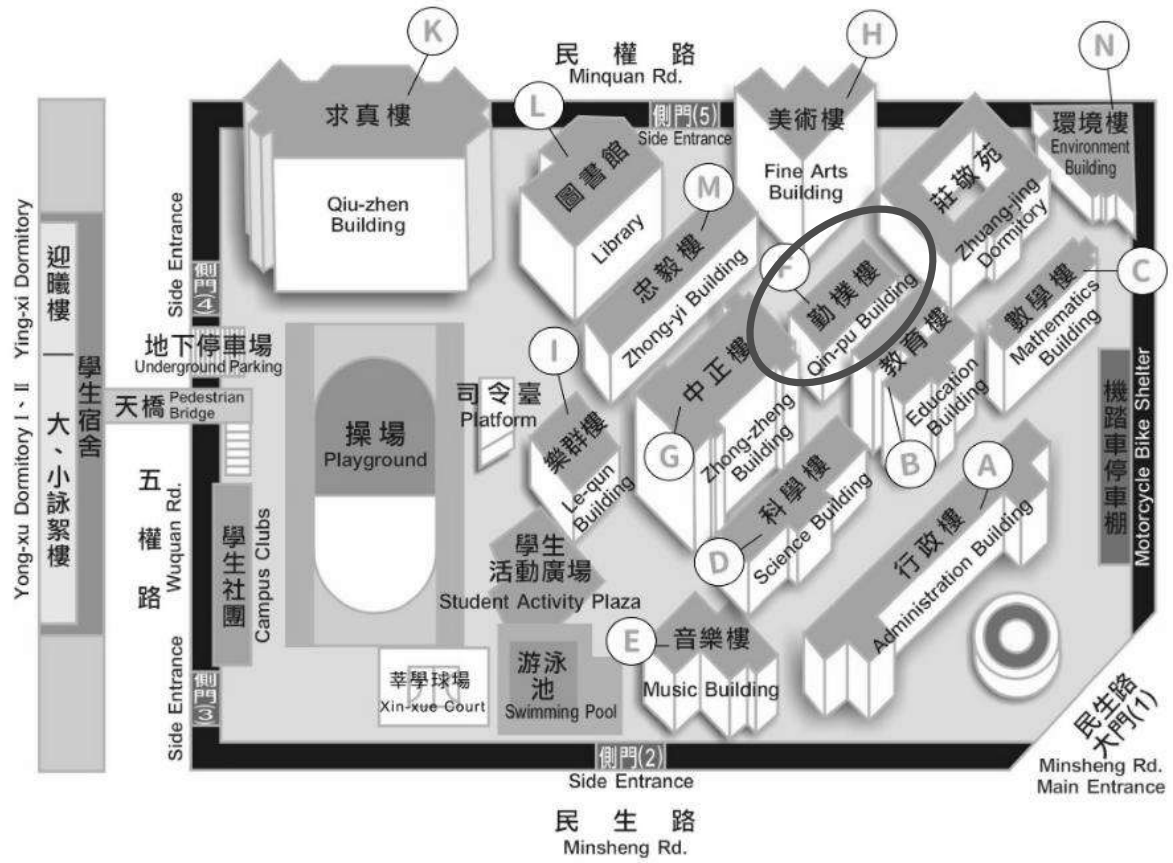 K
H
N
民權路
Minquan Rd.
求真樓
Qiu-zhen
Building
L
圖書館
Library
側門(5)
Side Entrance
美術樓
Fine Arts
Building
環境樓
Environment
Building
莊敬苑
Zhuang-jing
Dormitory
M
忠毅樓
Zhong-yi Building
F
勤樸樓
Qin-pu Building
C
數學樓
Mathematics
Building
Side Entrance
側門(4)
Ying-xi Dormitory
迎曦樓
Yong-xu Dormitory I、II
大、小詠絮樓
學生宿舍
地下停車場
Underground Parking
天橋
Pedestrian
Bridge
操場
Playground
司令臺
Platform
I
樂群樓
Le-qun
Building
G
中正樓
Zhong-zheng
Building
B
教育樓
Education
Building
機踏車停車棚
Motorcycle Bike Shelter
A
行政樓
Administration Building
D
科學樓
Science Building
五權路
Wuquan Rd.
學生社團
Campus Clubs
學生
活動廣場
Student Activity Plaza
E
音樂樓
Music Building
Side Entrance
側門(3)
莘學球場
Xin-xue Court
游泳
池
Swimming Pool
民生路
大門(1)
Minsheng Rd.
Main Entrance
側門(2)
Side Entrance
民生路
Minsheng Rd.